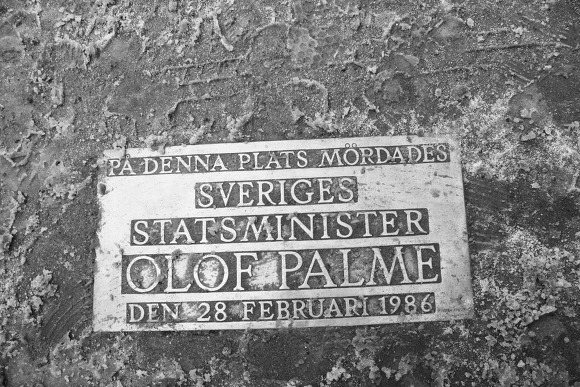 PÅ DENNA PLATS MÖRDADES
SVERIGES
STATSMINISTER
OLOF PALME
DEN 28 FEBRUARI 1986